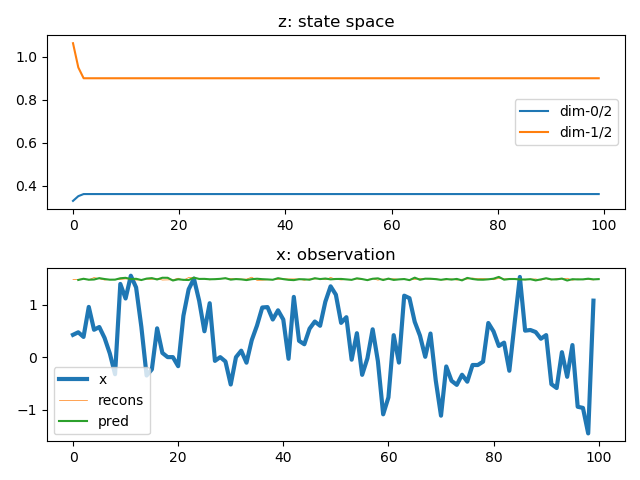 z: state space
1.0
0.8
0.6
0.4
dim-0/2
dim-1/2
0 20 40 60 80 100
x: observation
1
0
−1
x
recons
pred
0 20 40 60 80 100